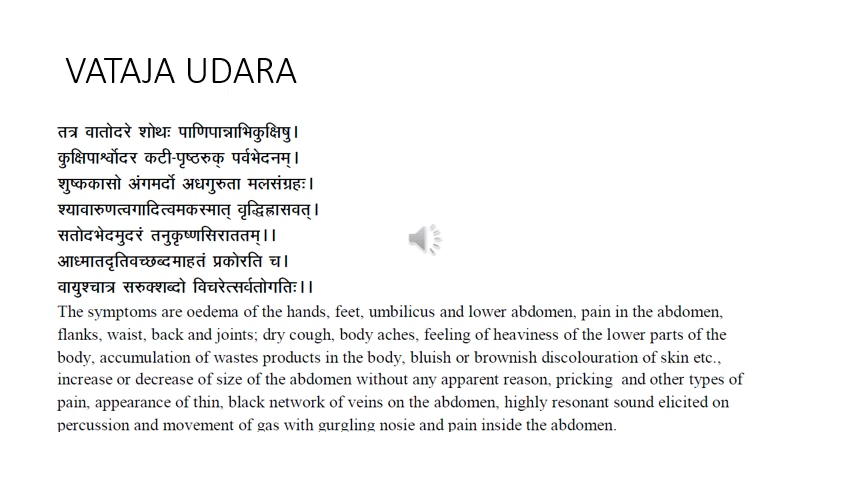 VATAJA UDARA
तत्र वातोदरे शोथः पाणिपान्नाभिकुक्षिषु।
कुक्षिपार्श्वोदर कटी-पृष्ठरुक् पर्वभेदनम्।
शुष्ककासो अंगमर्दो अधगुरुता मलसंग्रहः।
श्यावारुणत्वगादित्वमकस्मात् वृद्धिह्रासवत्।
सतोदभेदमुदरं तनुकृष्णसिराततम्।।
आध्मातदृतिवच्छब्दमाहतं प्रकोरति च।
वायुश्चात्र सरुक्शब्दो विचरेत्सर्वतोगतिः।।
The symptoms are oedema of the hands, feet, umbilicus and lower abdomen, pain in the abdomen,
flanks, waist, back and joints; dry cough, body aches, feeling of heaviness of the lower parts of the
body, accumulation of wastes products in the body, bluish or brownish discolouration of skin etc.,
increase or decrease of size of the abdomen without any apparent reason, pricking and other types of
pain, appearance of thin, black network of veins on the abdomen, highly resonant sound elicited on
percussion and movement of gas with gurgling nosie and pain inside the abdomen.